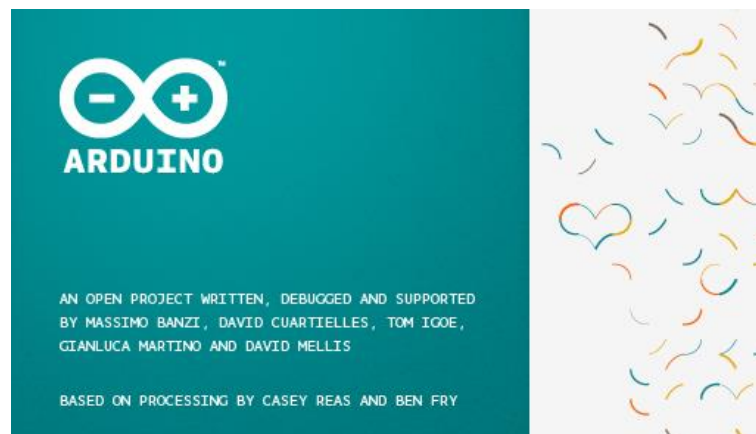 ARDUINO
AN OPEN PROJECT WRITTEN, DEBUGGED AND SUPPORTED
BY MASSIMO BANZI, DAVID CUARTIELLES, TOM IGOE,
GIANLUCA MARTINO AND DAVID MELLIS
BASED ON PROCESSING BY CASEY REAS AND BEN FRY